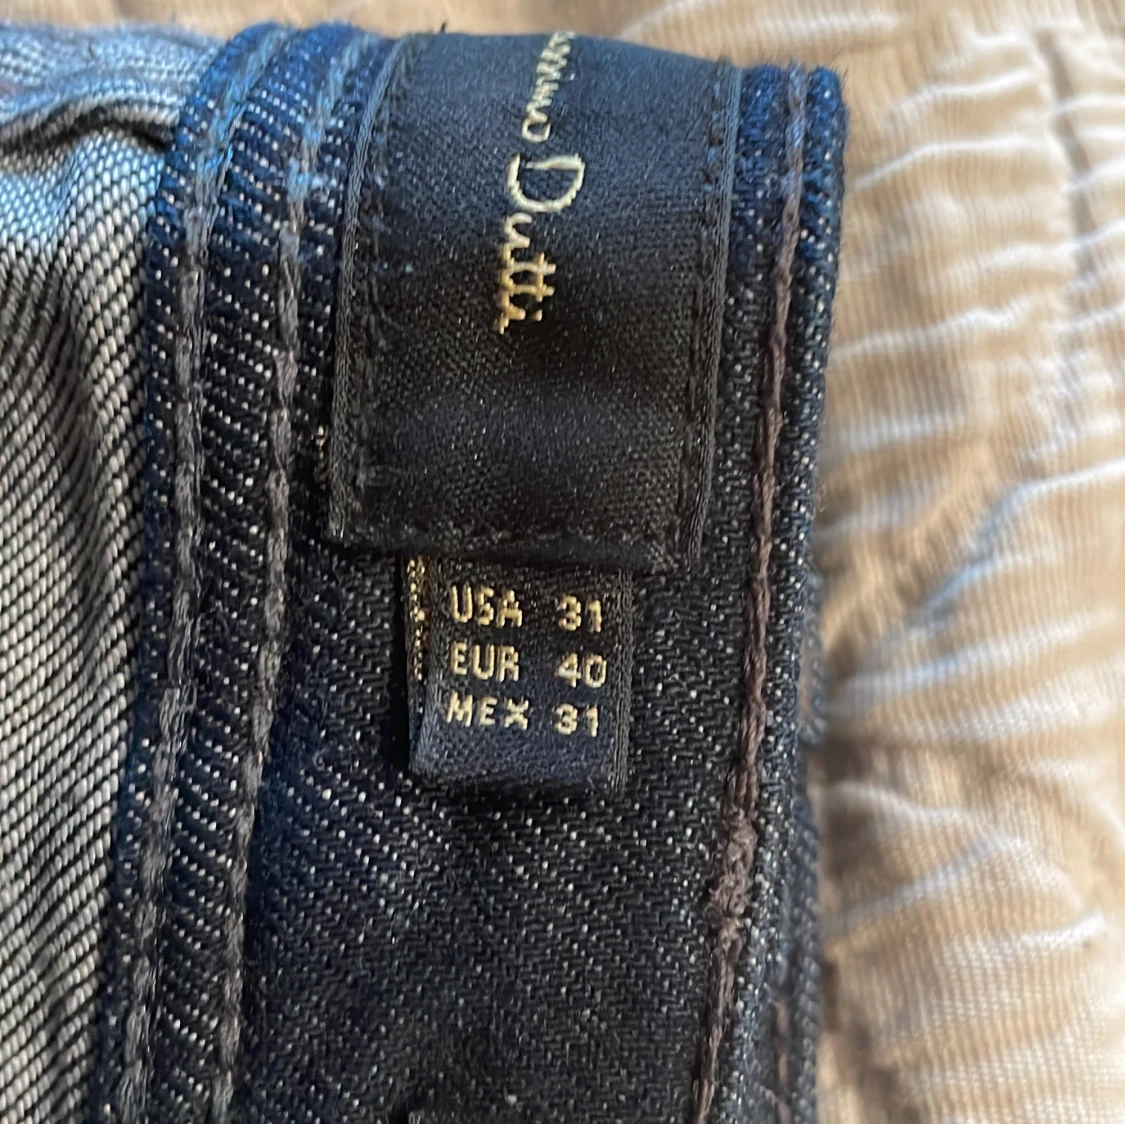 Dutti
USA 31
EUR 40
MEX 31